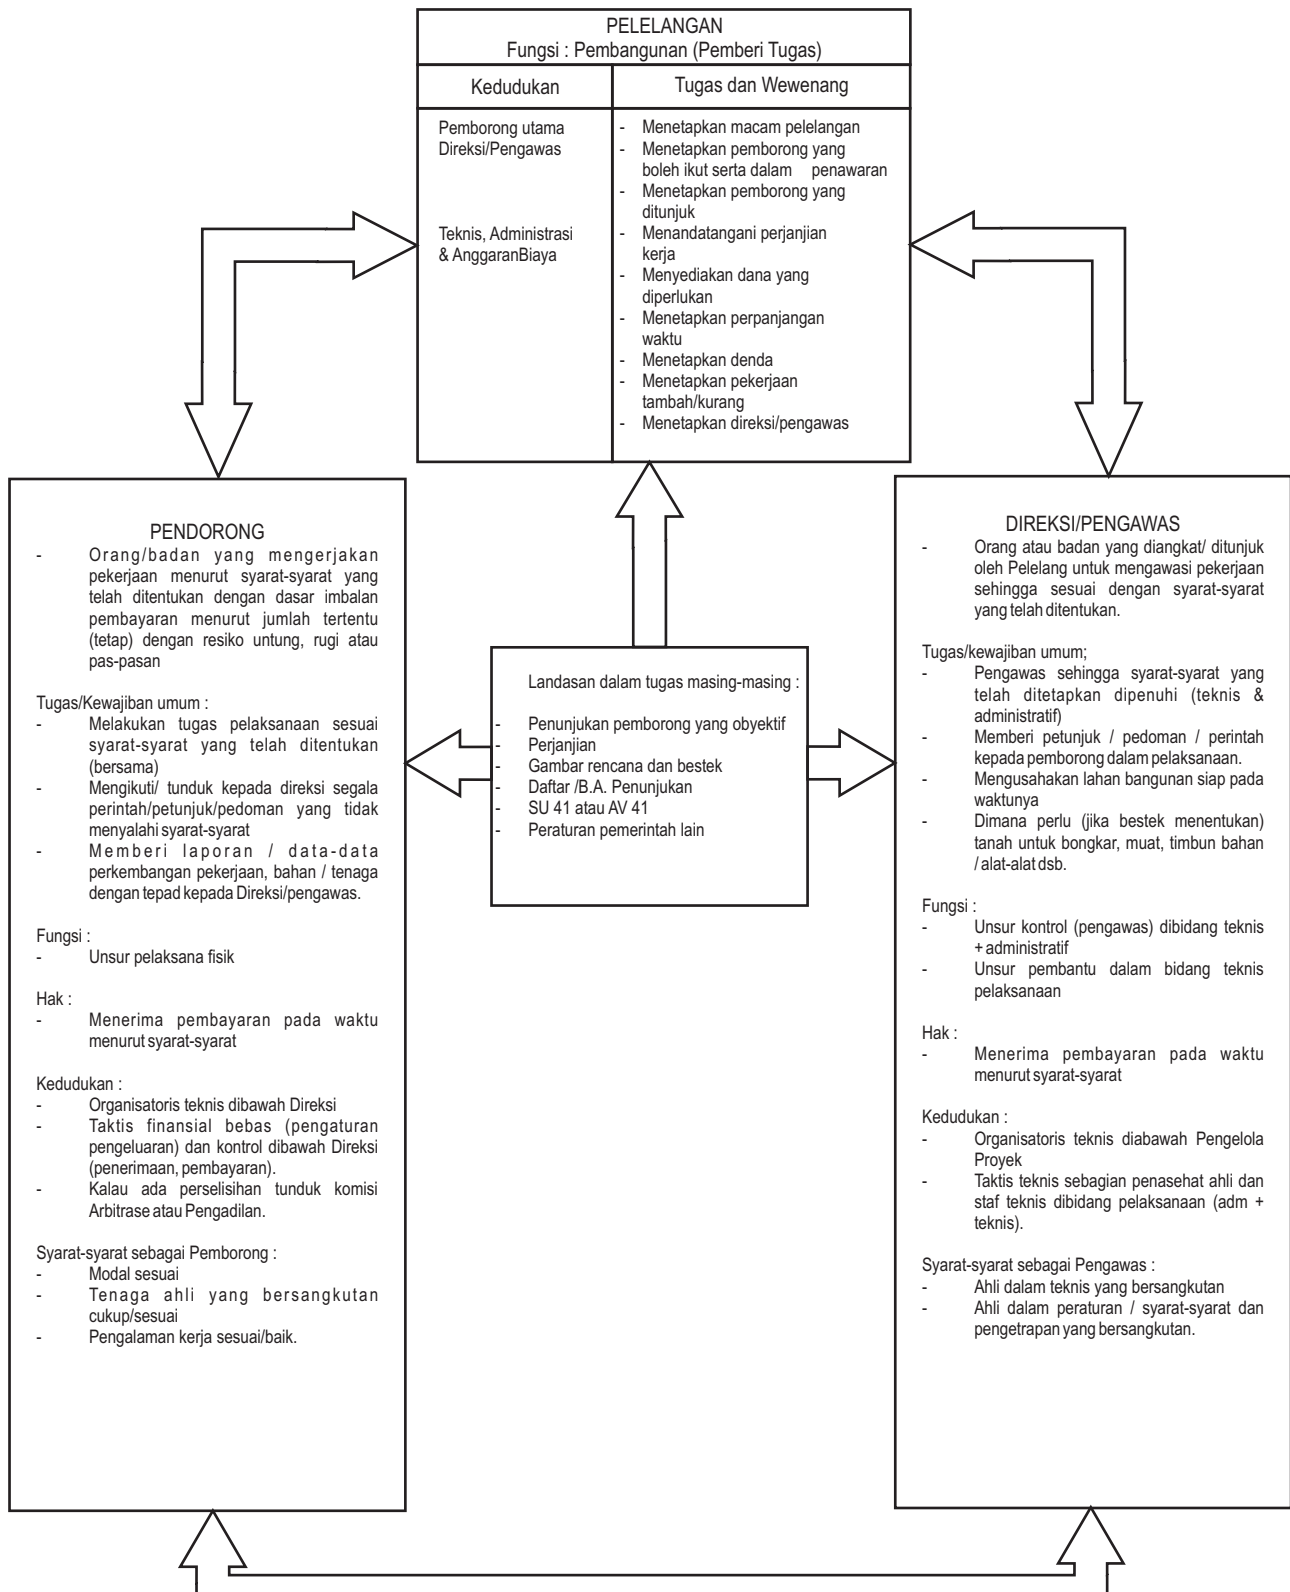 PELELANGAN
Fungsi : Pembangunan (Pemberi Tugas)
Kedudukan
Tugas dan Wewenang
Pemborong utama
Direksi/Pengawas
Teknis, Administrasi
& AnggaranBiaya
- Menetapkan macam pelelangan
- Menetapkan pemborong yang
boleh ikut serta dalam penawaran
- Menetapkan pemborong yang
ditunjuk
- Menandatangani perjanjian
kerja
- Menyediakan dana yang
diperlukan
- Menetapkan perpanjangan
waktu
- Menetapkan denda
- Menetapkan pekerjaan
tambah/kurang
- Menetapkan direksi/pengawas
PENDORONG
- Orang/badan yang mengerjakan
pekerjaan menurut syarat-syarat yang
telah ditentukan dengan dasar imbalan
pembayaran menurut jumlah tertentu
(tetap) dengan resiko untung, rugi atau
pas-pasan
Tugas/Kewajiban umum :
- Melakukan tugas pelaksanaan sesuai
syarat-syarat yang telah ditentukan
(bersama)
- Mengikuti/ tunduk kepada direksi segala
perintah/petunjuk/pedoman yang tidak
menyalahi syarat-syarat
- Memberi laporan / data-data
perkembangan pekerjaan, bahan / tenaga
dengan tepad kepada Direksi/pengawas.
Fungsi :
- Unsur pelaksana fisik
Hak :
- Menerima pembayaran pada waktu
menurut syarat-syarat
Kedudukan :
- Organisatoris teknis dibawah Direksi
- Taktis finansial bebas (pengaturan
pengeluaran) dan kontrol dibawah Direksi
(penerimaan, pembayaran).
- Kalau ada perselisihan tunduk komisi
Arbitrase atau Pengadilan.
Syarat-syarat sebagai Pemborong :
- Modal sesuai
- Tenaga ahli yang bersangkutan
cukup/sesuai
- Pengalaman kerja sesuai/baik.
Landasan dalam tugas masing-masing :
- Penunjukan pemborong yang obyektif
- Perjanjian
- Gambar rencana dan bestek
- Daftar /B.A. Penunjukan
- SU 41 atau AV 41
- Peraturan pemerintah lain
DIREKSI/PENGAWAS
- Orang atau badan yang diangkat/ ditunjuk
oleh Pelelang untuk mengawasi pekerjaan
sehingga sesuai dengan syarat-syarat
yang telah ditentukan.
Tugas/kewajiban umum;
- Pengawas sehingga syarat-syarat yang
telah ditetapkan dipenuhi (teknis &
administratif)
- Memberi petunjuk / pedoman / perintah
kepada pemborong dalam pelaksanaan.
- Mengusahakan lahan bangunan siap pada
waktunya
- Dimana perlu (jika bestek menentukan)
tanah untuk bongkar, muat, timbun bahan
/ alat-alat dsb.
Fungsi :
- Unsur kontrol (pengawas) dibidang teknis
+ administratif
- Unsur pembantu dalam bidang teknis
pelaksanaan
Hak :
- Menerima pembayaran pada waktu
menurut syarat-syarat
Kedudukan :
- Organisatoris teknis diabawah Pengelola
Proyek
- Taktis teknis sebagian penasehat ahli dan
staf teknis dibidang pelaksanaan (adm +
teknis).
Syarat-syarat sebagai Pengawas :
- Ahli dalam teknis yang bersangkutan
- Ahli dalam peraturan / syarat-syarat dan
pengetrapan yang bersangkutan.